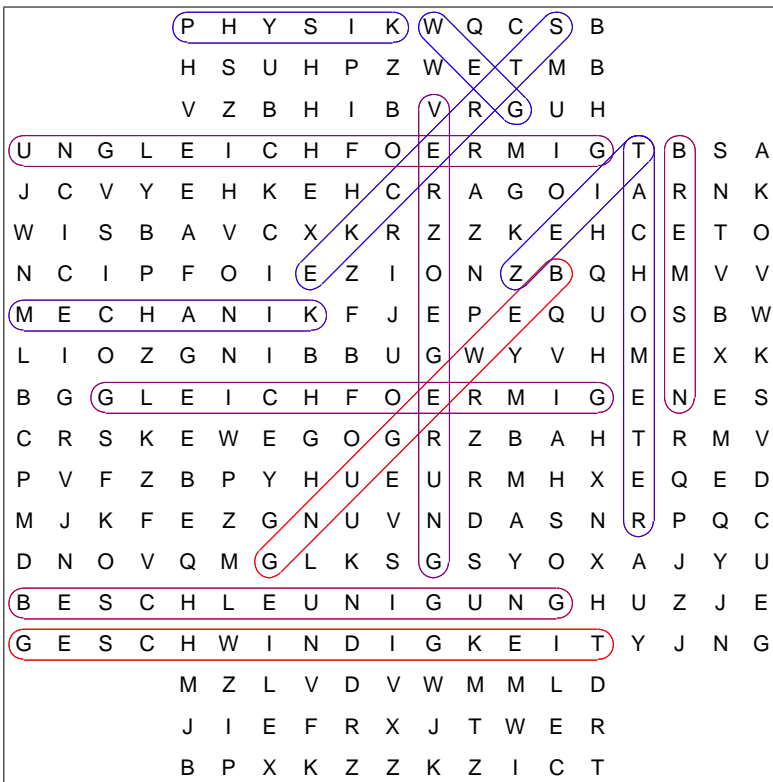 P H Y S I K W Q C S B
H S U H P Z W E T M B
V Z B H I B V R G U H
U N G L E I C H F O E R M I G T B S A
J C V Y E H K E H C R A G O I A R N K
W I S B A V C X K R Z Z K E H C E T O
N C I P F O I E Z I O N Z B Q H M V V
M E C H A N I K F J E P E Q U O S B W
L I O Z G N I B B U G W Y V H M E X K
B G G L E I C H F O E R M I G E N E S
C R S K E W E G O G R Z B A H T R M V
P V F Z B P Y H U E U R M H X E Q E D
M J K F E Z G N U V N D A S N R P Q C
D N O V Q M G L K S G S Y O X A J Y U
B E S C H L E U N I G U N G H U Z J E
G E S C H W I N D I G K E I T Y J N G
M Z L V D V W M M L D
J I E F R X J T W E R
B P X K Z Z K Z I C T